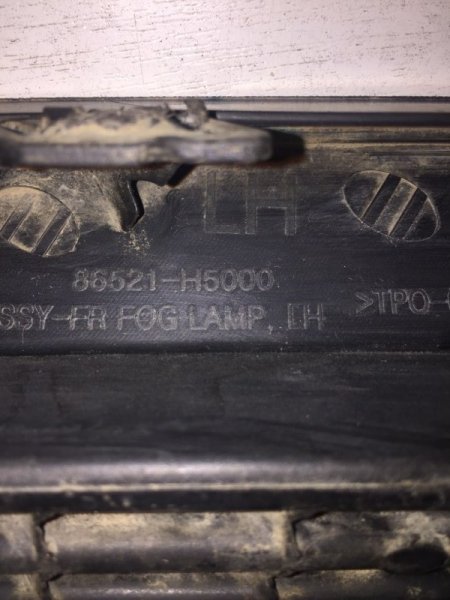 LH
86521-H5000
SSY-FR FOG LAMP, LH >TPO-